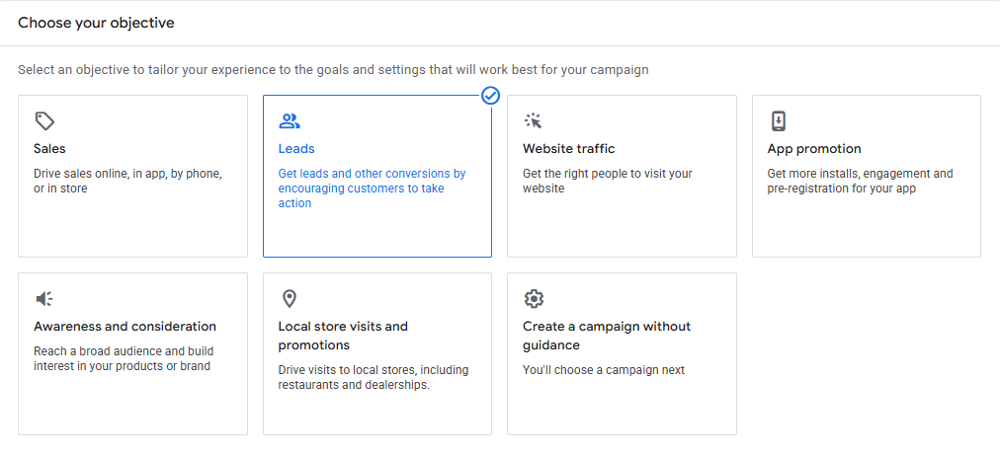 Choose your objective
Select an objective to tailor your experience to the goals and settings that will work best for your campaign
Sales
Drive sales online, in app, by phone,
or in store
Leads
Get leads and other conversions by
encouraging customers to take
action
Website traffic
Get the right people to visit your
website
App promotion
Get more installs, engagement and
pre-registration for your app
Awareness and consideration
Reach a broad audience and build
interest in your products or brand
Local store visits and
promotions
Drive visits to local stores, including
restaurants and dealerships.
Create a campaign without
guidance
You'll choose a campaign next